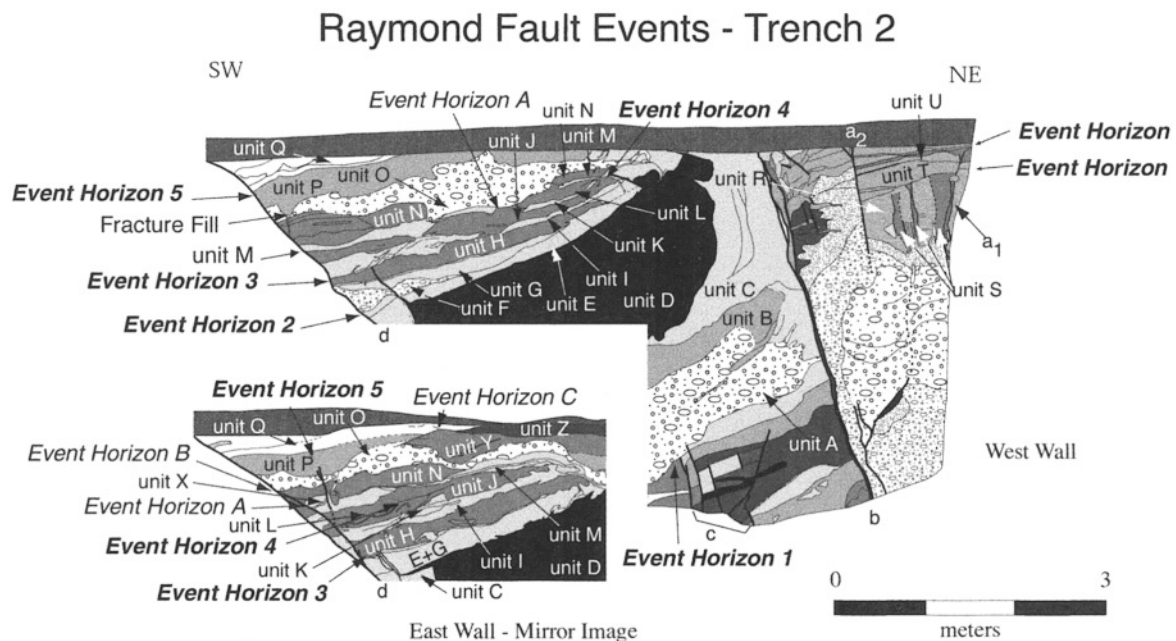 Raymond Fault Events - Trench 2
SW
NE
Event Horizon A
unit N
unit M
unit J
Event Horizon 4
unit U
a2
Event Horizon
Event Horizon
unit Q
unit P
unit O
unit R
unit T
Event Horizon 5
Fracture Fill
unit N
unit L
unit M
unit H
unit K
a1
Event Horizon 3
unit G
unit I
unit S
unit F
unit E
unit D
unit C
Event Horizon 2
d
unit B
Event Horizon 5
Event Horizon C
unit Q
unit O
unit Z
Event Horizon B
unit P
unit Y
unit A
West Wall
unit X
unit N
Event Horizon A
unit J
unit L
unit M
Event Horizon 4
unit H
E+G
unit I
unit D
unit K
Event Horizon 3
d
unit C
c
b
Event Horizon 1
0
3
meters
East Wall - Mirror Image